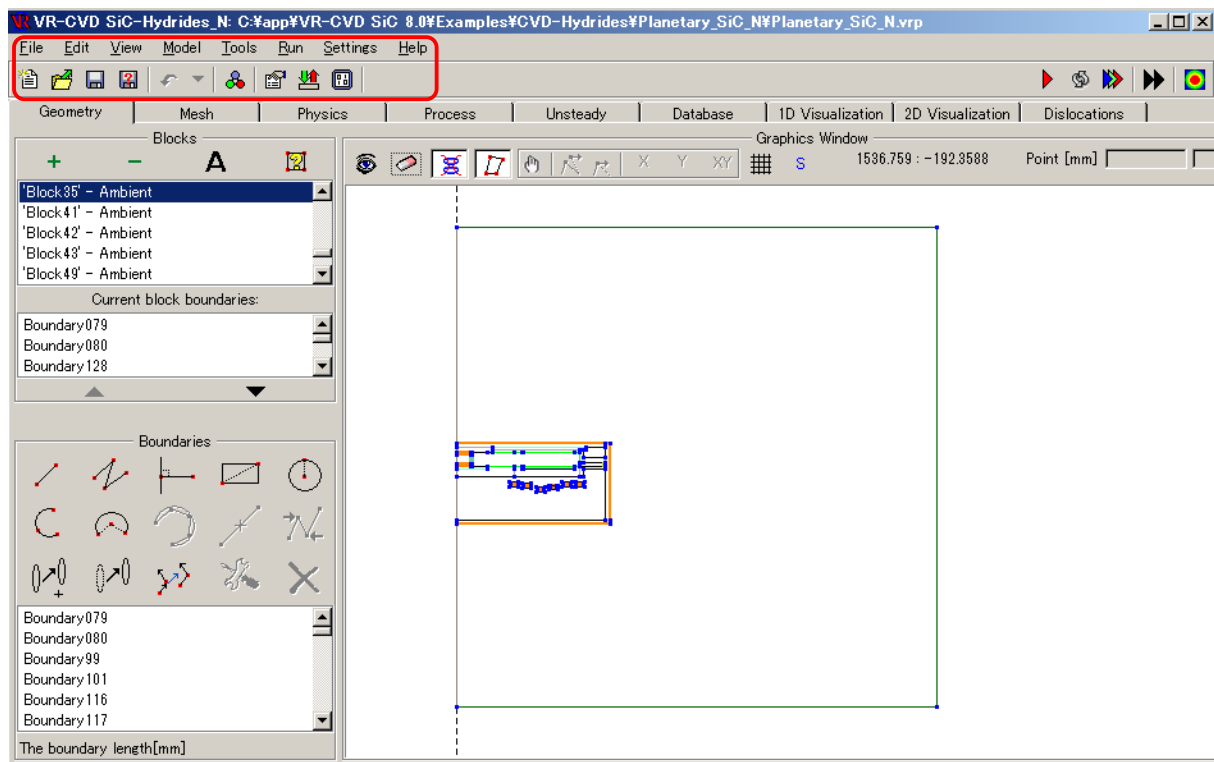 VR-CVD SiC-Hydrides_N: C:¥app¥VR-CVD SiC 8.0¥Examples¥CVD-Hydrides¥Planetary_SiC_N¥Planetary_SiC_N.vrp
File Edit View Model Tools Run Settings Help
Geometry Mesh Physics Process Unsteady Database 1D Visualization 2D Visualization Dislocations
Blocks
Graphics Window
A
X Y XY S 1536.759 : -192.3588 Point [mm]
'Block35' - Ambient
'Block41' - Ambient
'Block42' - Ambient
'Block43' - Ambient
'Block49' - Ambient
Current block boundaries:
Boundary079
Boundary080
Boundary128
Boundaries
Boundary079
Boundary080
Boundary99
Boundary101
Boundary116
Boundary117
The boundary length[mm]